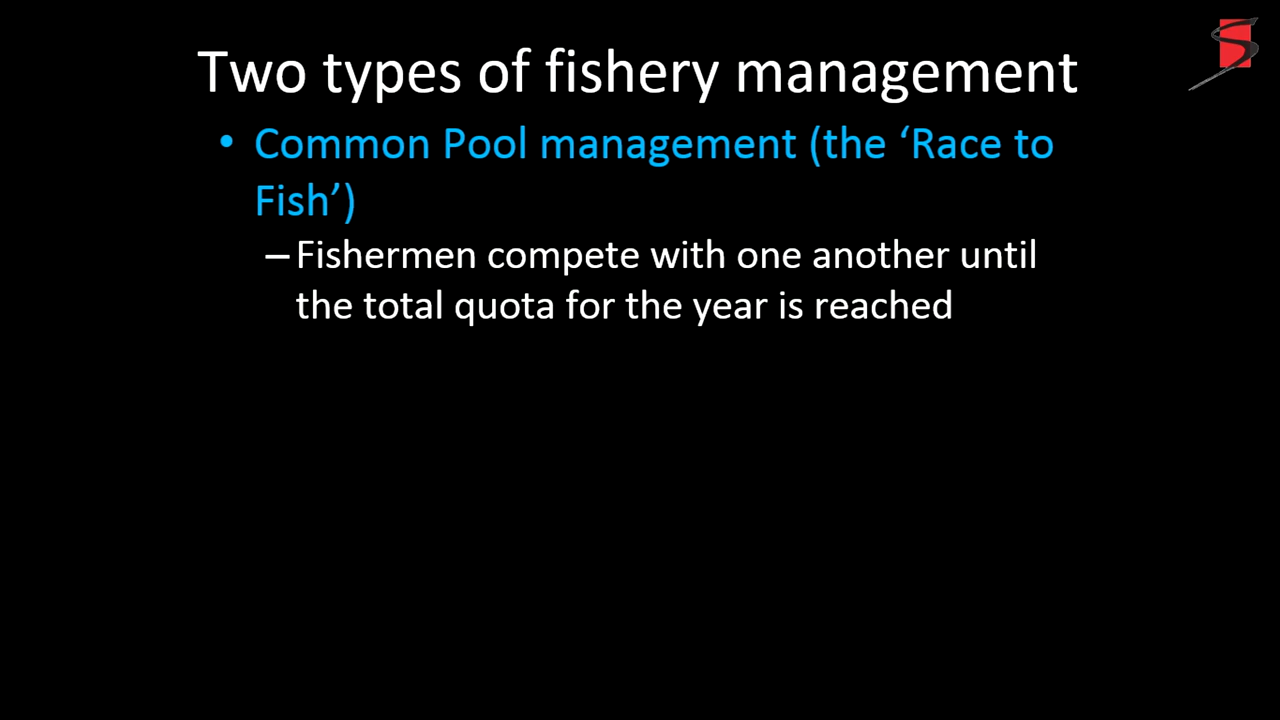 Two types of fishery management
• Common Pool management (the ‘Race to
Fish’)
– Fishermen compete with one another until
the total quota for the year is reached